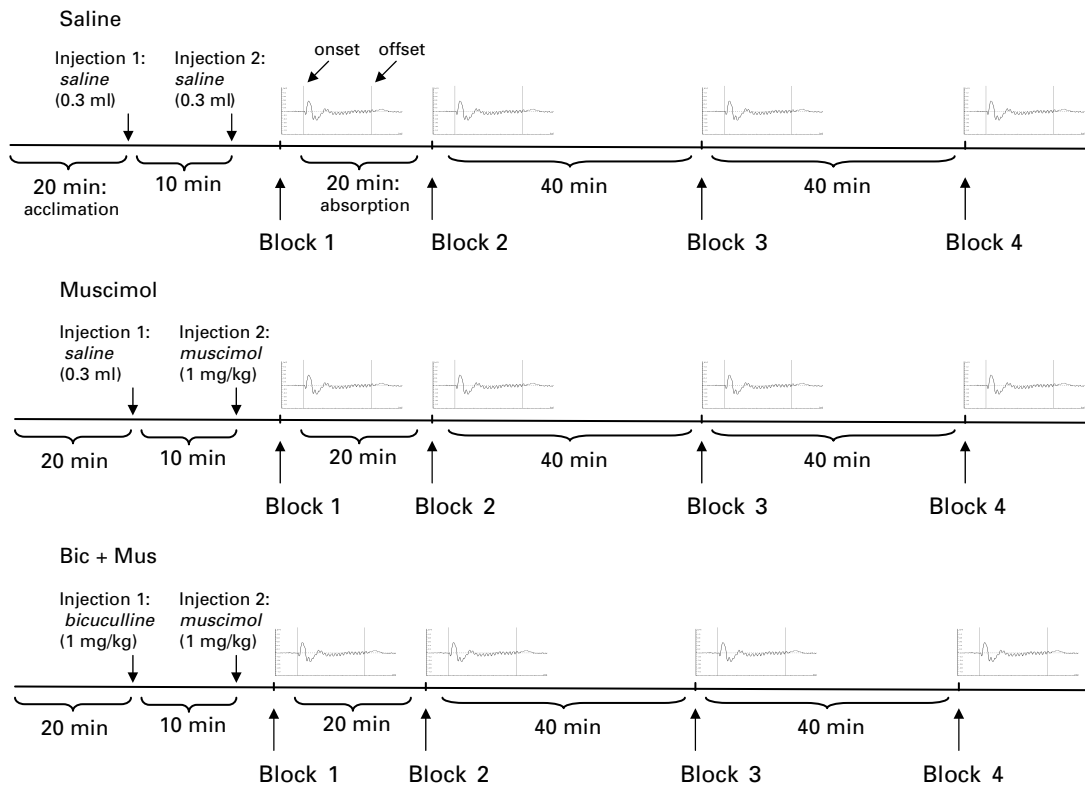 Saline
Injection 1: Injection 2: onset offset
saline saline
(0.3 ml) (0.3 ml)
20 min: 10 min 20 min: 40 min 40 min
acclimation absorption
Block 1 Block 2 Block 3 Block 4
Muscimol
Injection 1: Injection 2:
saline muscimol
(0.3 ml) (1 mg/kg)
20 min 10 min 20 min 40 min 40 min
Block 1 Block 2 Block 3 Block 4
Bic + Mus
Injection 1: Injection 2:
bicuculline muscimol
(1 mg/kg) (1 mg/kg)
20 min 10 min 20 min 40 min 40 min
Block 1 Block 2 Block 3 Block 4